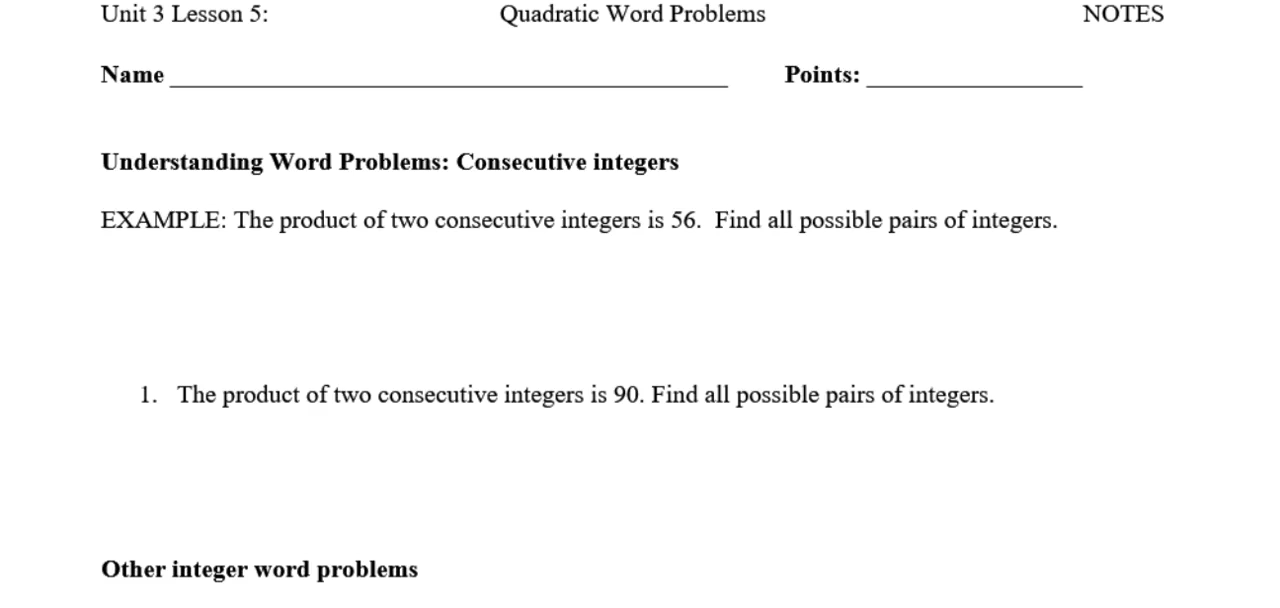 Unit 3 Lesson 5: Quadratic Word Problems NOTES
Name ______________________________ Points: ____________
Understanding Word Problems: Consecutive integers
EXAMPLE: The product of two consecutive integers is 56.  Find all possible pairs of integers.
1. The product of two consecutive integers is 90. Find all possible pairs of integers.
Other integer word problems